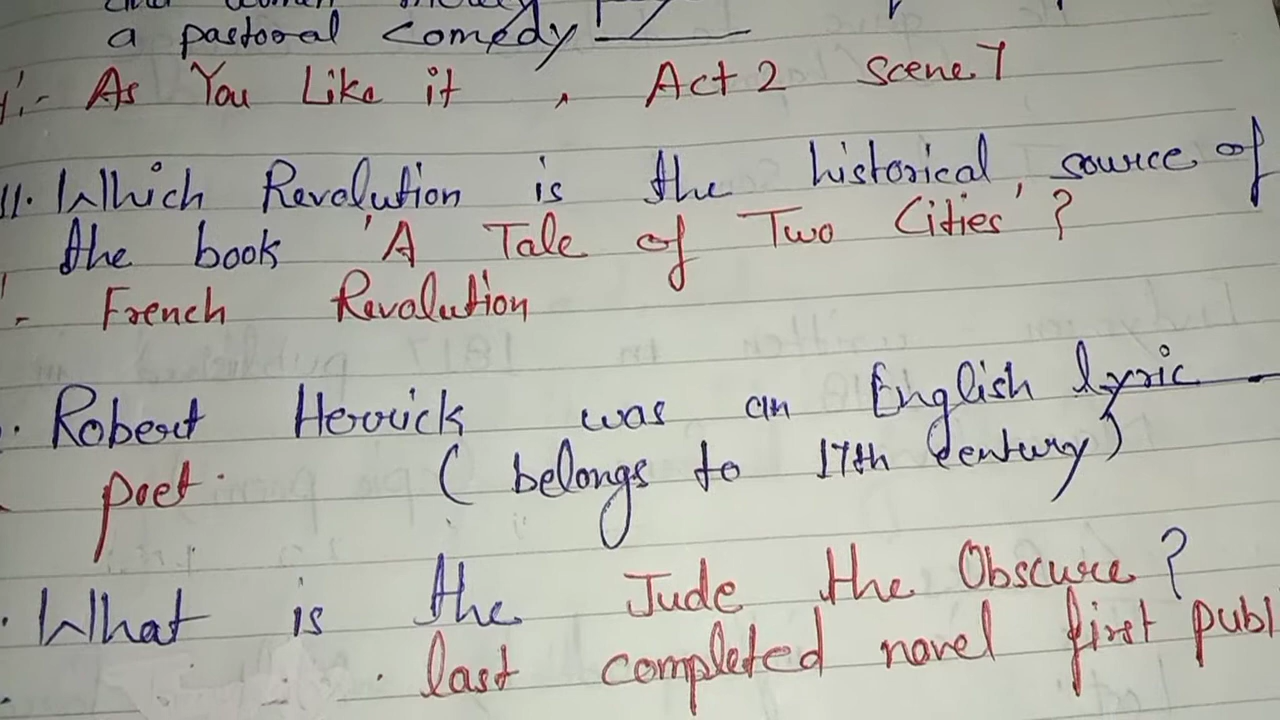 a pastoral comedy
:- As You Like it , Act 2 Scene 7
11. Which Revolution is the historical source of
the book 'A Tale of Two Cities' ?
- French Revolution
. Robert Herrick was an English lyric —
poet. ( belongs to 17th Century)
. What is the Jude the Obscure ?
. last completed novel first publ